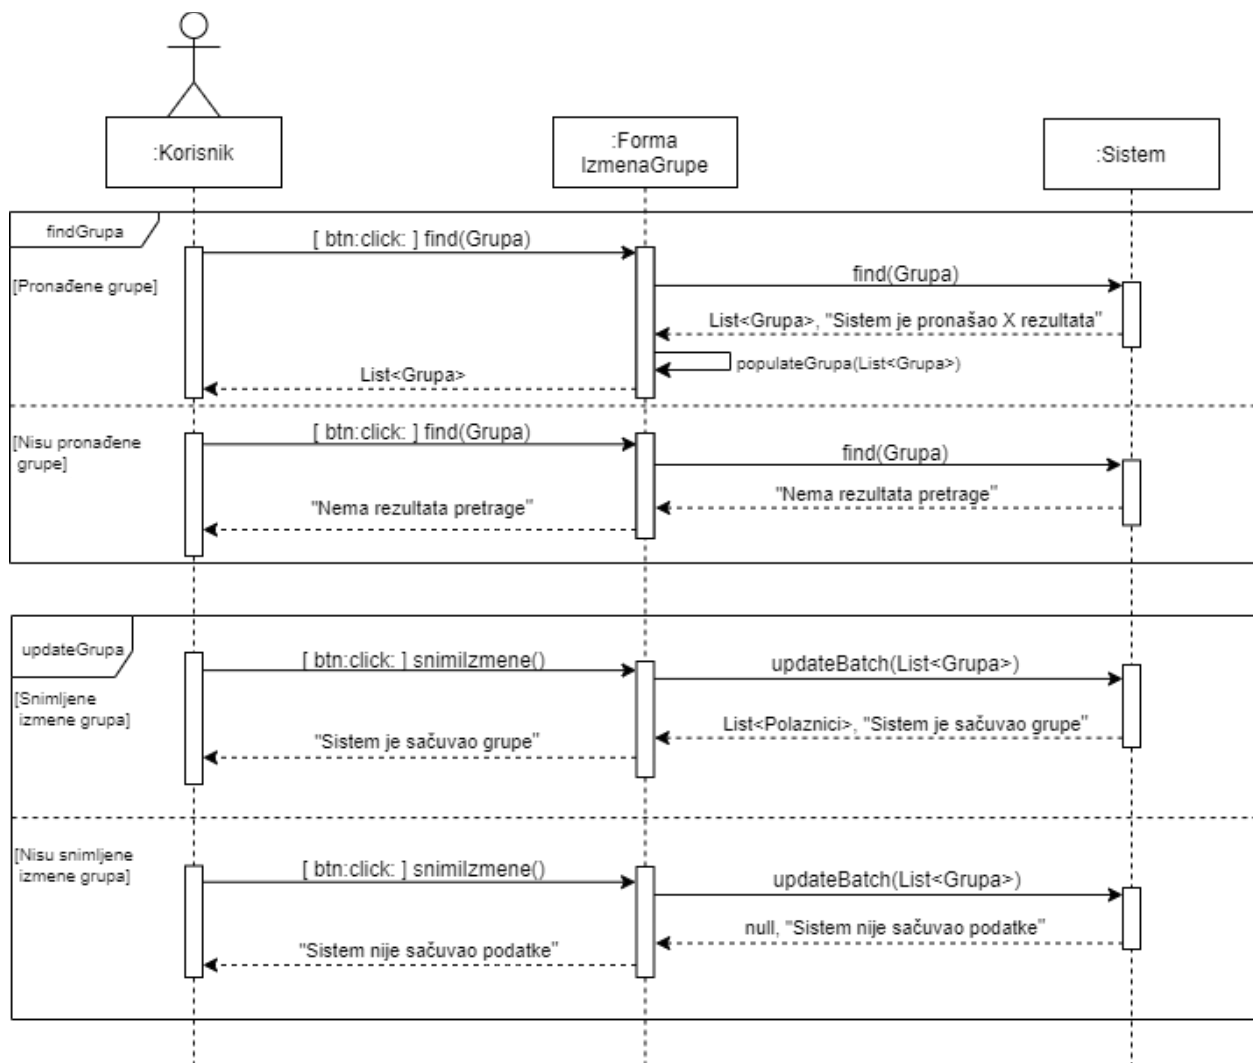 :Korisnik
:Forma
IzmenaGrupe
:Sistem
findGrupa
[ btn:click: ] find(Grupa)
[Pronađene grupe]
find(Grupa)
List<Grupa>, "Sistem je pronašao X rezultata"
populateGrupa(List<Grupa>)
List<Grupa>
[Nisu pronađene
grupe]
[ btn:click: ] find(Grupa)
find(Grupa)
"Nema rezultata pretrage"
"Nema rezultata pretrage"
updateGrupa
[ btn:click: ] snimiIzmene()
updateBatch(List<Grupa>)
[Snimljene
izmene grupa]
List<Polaznici>, "Sistem je sačuvao grupe"
"Sistem je sačuvao grupe"
[Nisu snimljene
izmene grupa]
[ btn:click: ] snimiIzmene()
updateBatch(List<Grupa>)
null, "Sistem nije sačuvao podatke"
"Sistem nije sačuvao podatke"